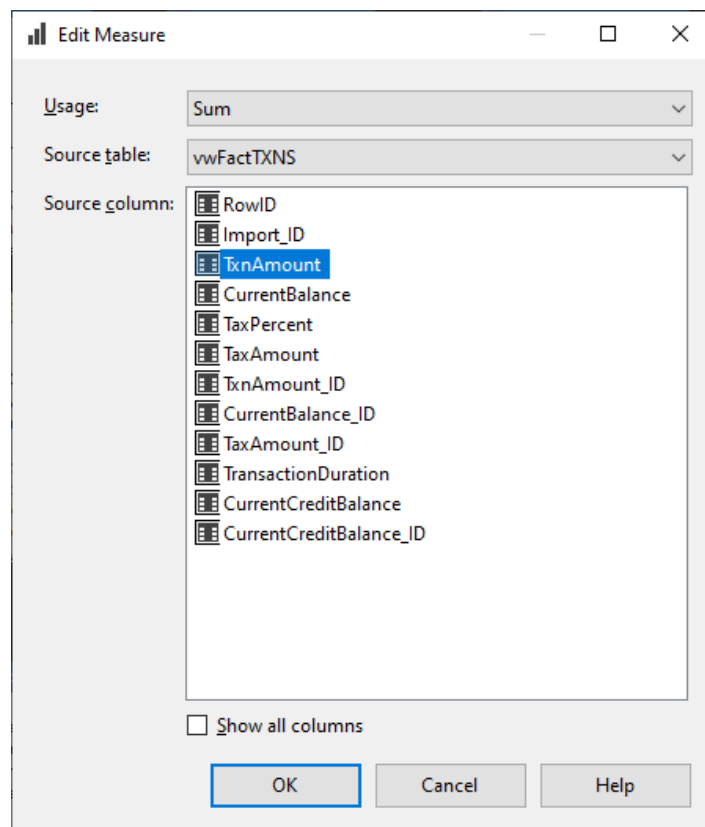 Edit Measure
Usage: Sum
Source table: vwFactTXNS
Source column: RowID
Import_ID
TxnAmount
CurrentBalance
TaxPercent
TaxAmount
TxnAmount_ID
CurrentBalance_ID
TaxAmount_ID
TransactionDuration
CurrentCreditBalance
CurrentCreditBalance_ID
Show all columns
OK Cancel Help